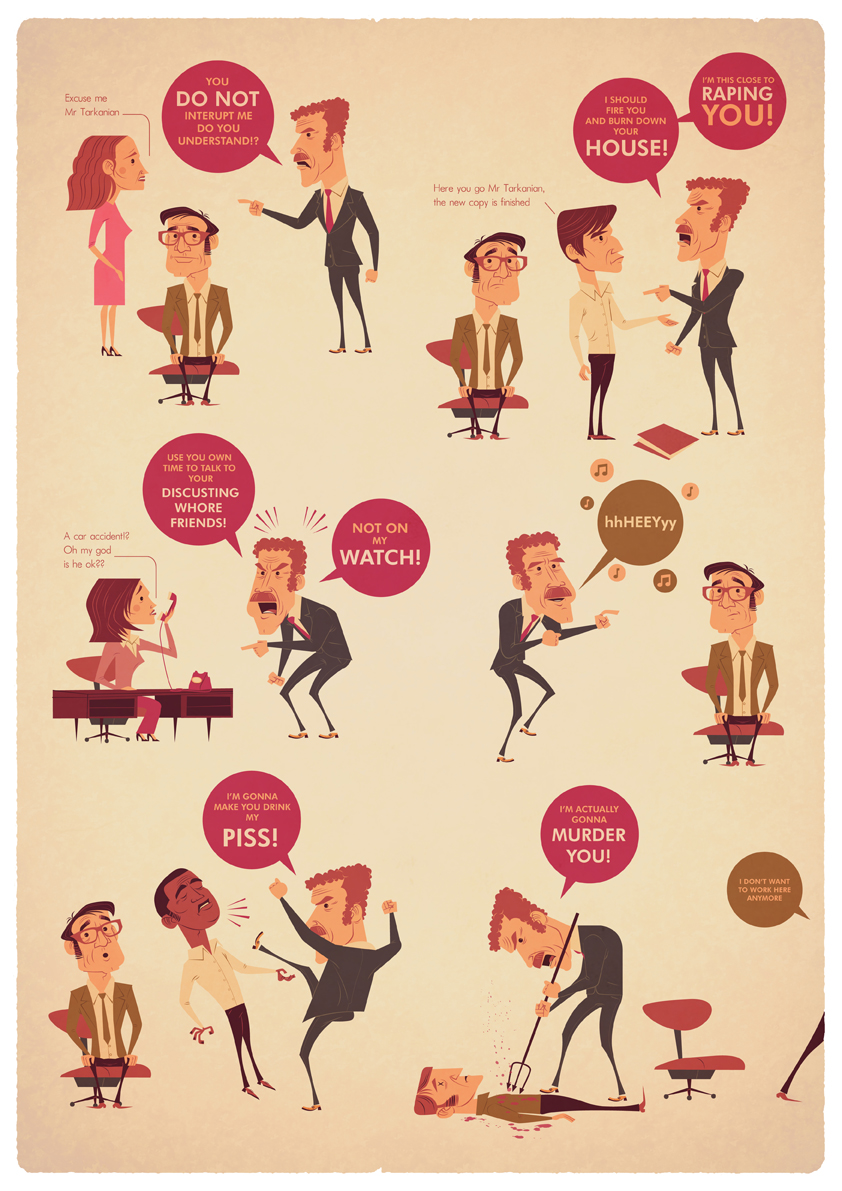 Excuse me
Mr Tarkanian
YOU
DO NOT
INTERUPT ME
DO YOU
UNDERSTAND!?
Here you go Mr Tarkanian,
the new copy is finished
I SHOULD
FIRE YOU
AND BURN DOWN
YOUR
HOUSE!
I'M THIS CLOSE TO
RAPING
YOU!
A car accident!?
Oh my god
is he ok??
USE YOU OWN
TIME TO TALK TO
YOUR
DISCUSTING
WHORE
FRIENDS!
NOT ON
MY
WATCH!
hhHEEYyy
I'M GONNA
MAKE YOU DRINK
MY
PISS!
I'M ACTUALLY
GONNA
MURDER
YOU!
I DON'T WANT
TO WORK HERE
ANYMORE